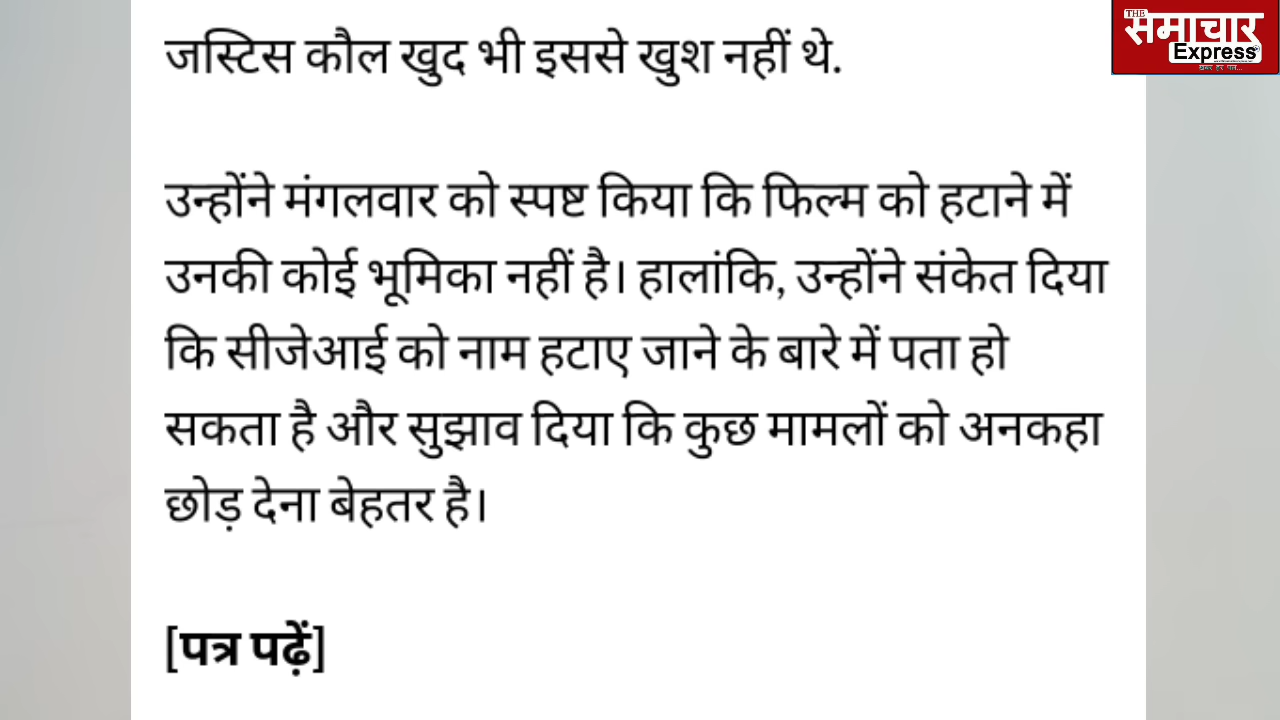 THE
समाचार
Express
जस्टिस कौल खुद भी इससे खुश नहीं थे.
उन्होंने मंगलवार को स्पष्ट किया कि फिल्म को हटाने में
उनकी कोई भूमिका नहीं है। हालांकि, उन्होंने संकेत दिया
कि सीजेआई को नाम हटाए जाने के बारे में पता हो
सकता है और सुझाव दिया कि कुछ मामलों को अनकहा
छोड़ देना बेहतर है।
[पत्र पढ़ें]